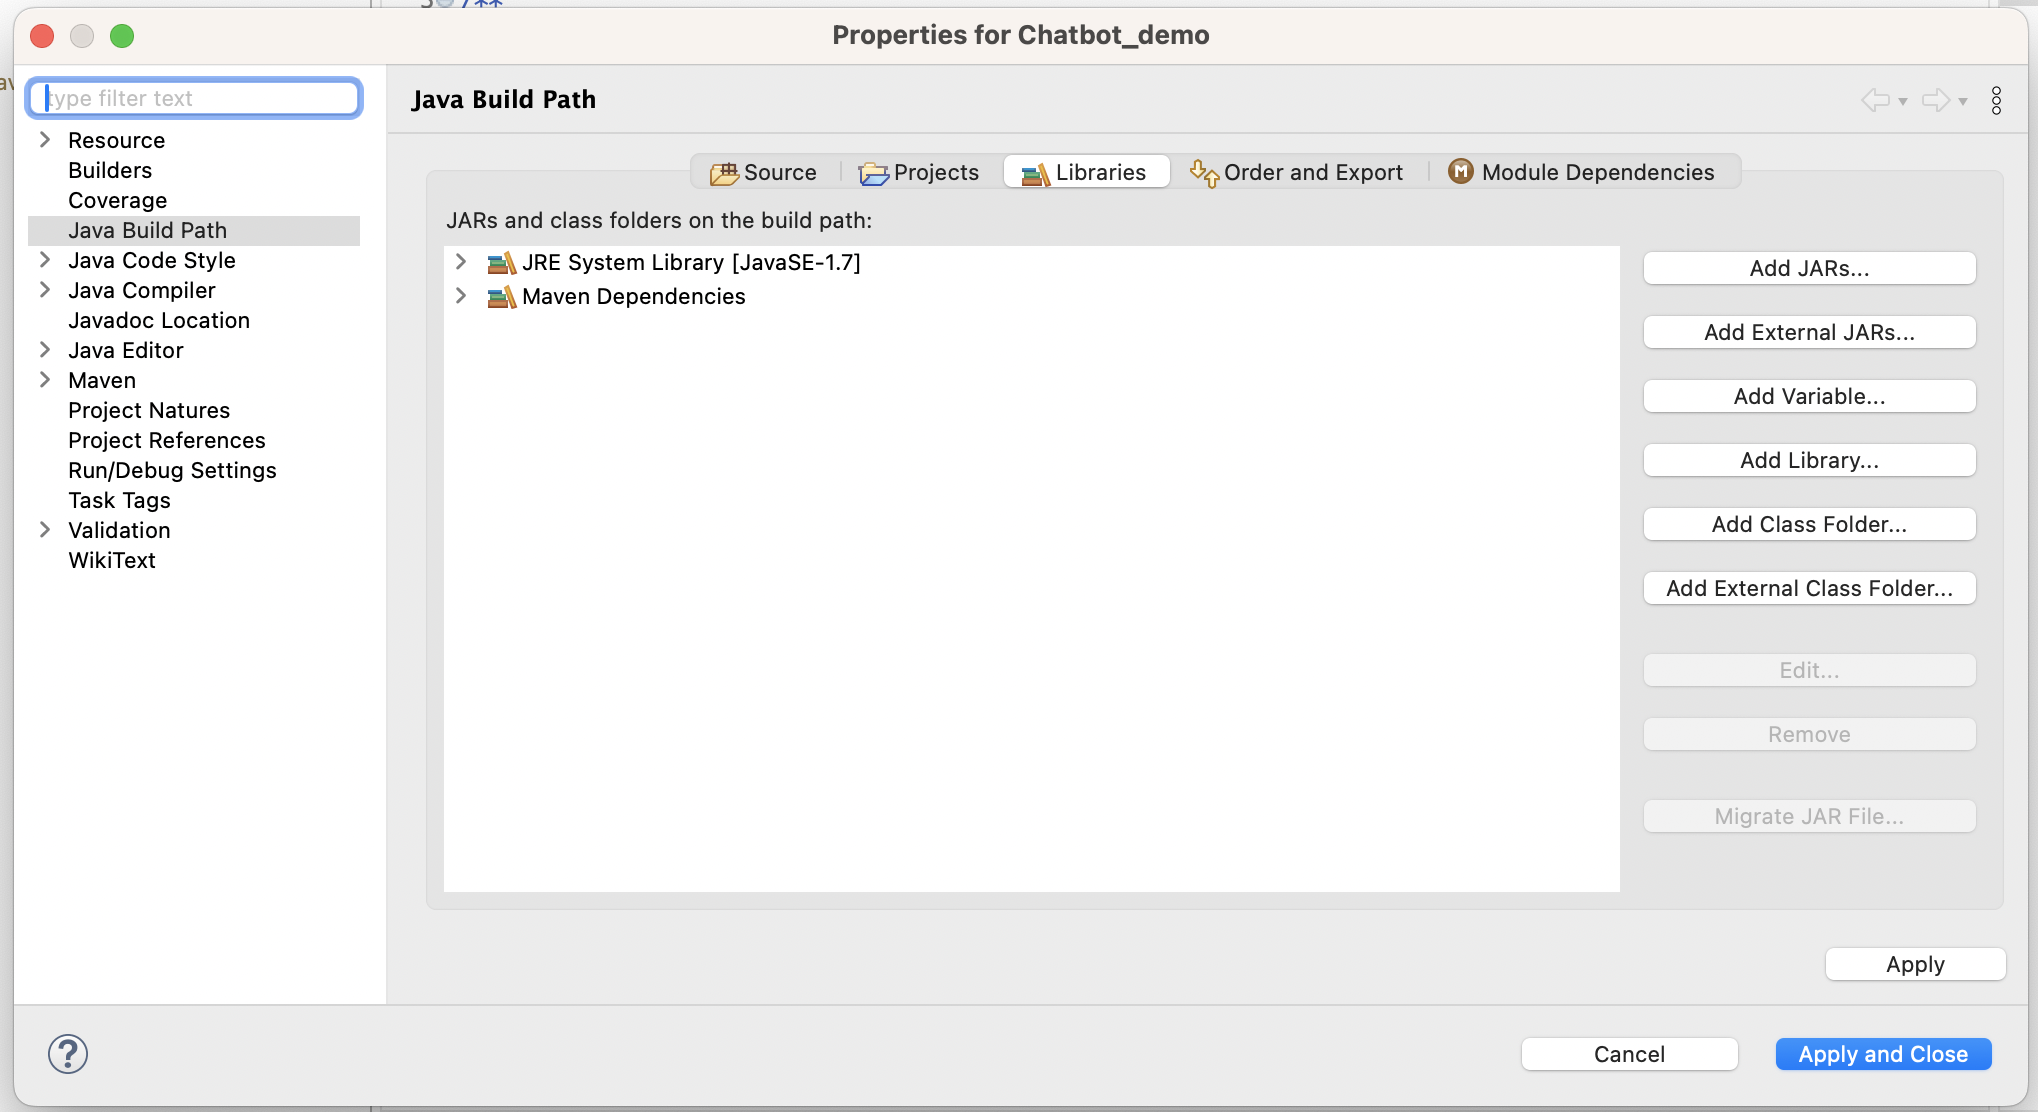 Properties for Chatbot_demo
type filter text
Resource
Builders
Coverage
Java Build Path
Java Code Style
Java Compiler
Javadoc Location
Java Editor
Maven
Project Natures
Project References
Run/Debug Settings
Task Tags
Validation
WikiText
Java Build Path
Source
Projects
Libraries
Order and Export
Module Dependencies
JARs and class folders on the build path:
JRE System Library [JavaSE-1.7]
Maven Dependencies
Add JARs...
Add External JARs...
Add Variable...
Add Library...
Add Class Folder...
Add External Class Folder...
Edit...
Remove
Migrate JAR File...
Apply
?
Cancel
Apply and Close